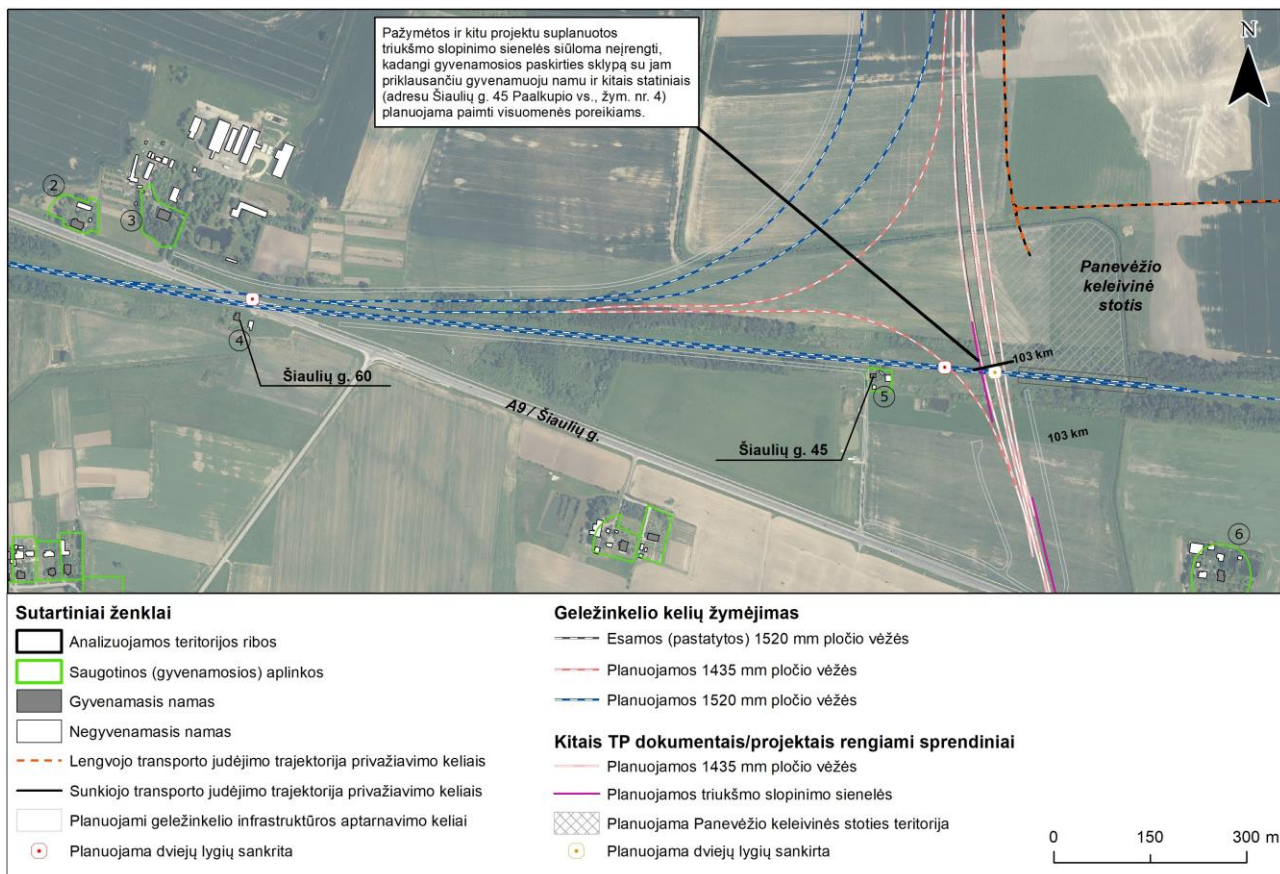 Pažymėtos ir kitu projektu suplanuotos
triukšmo slopinimo sienelės siūloma neįrengti,
kadangi gyvenamosios paskirties sklypą su jam
priklausančiu gyvenamuoju namu ir kitais statiniais
(adresu Šiaulių g. 45 Paalkupio vs., žym. nr. 4)
planuojama paimti visuomenės poreikiams.
N
2
3
Panevėžio
keleivinė
stotis
4
103 km
Šiaulių g. 60
5
A9 / Šiaulių g.
Šiaulių g. 45
103 km
6
Sutartiniai ženklai
Analizuojamos teritorijos ribos
Saugotinos (gyvenamosios) aplinkos
Gyvenamasis namas
Negyvenamasis namas
Lengvojo transporto judėjimo trajektorija privažiavimo keliais
Sunkiojo transporto judėjimo trajektorija privažiavimo keliais
Planuojami geležinkelio infrastruktūros aptarnavimo keliai
Planuojama dviejų lygių sankrita
Geležinkelio kelių žymėjimas
Esamos (pastatytos) 1520 mm pločio vėžės
Planuojamos 1435 mm pločio vėžės
Planuojamos 1520 mm pločio vėžės
Kitais TP dokumentais/projektais rengiami sprendiniai
Planuojamos 1435 mm pločio vėžės
Planuojamos triukšmo slopinimo sienelės
Planuojama Panevėžio keleivinės stoties teritorija
Planuojama dviejų lygių sankirta
0 150 300 m